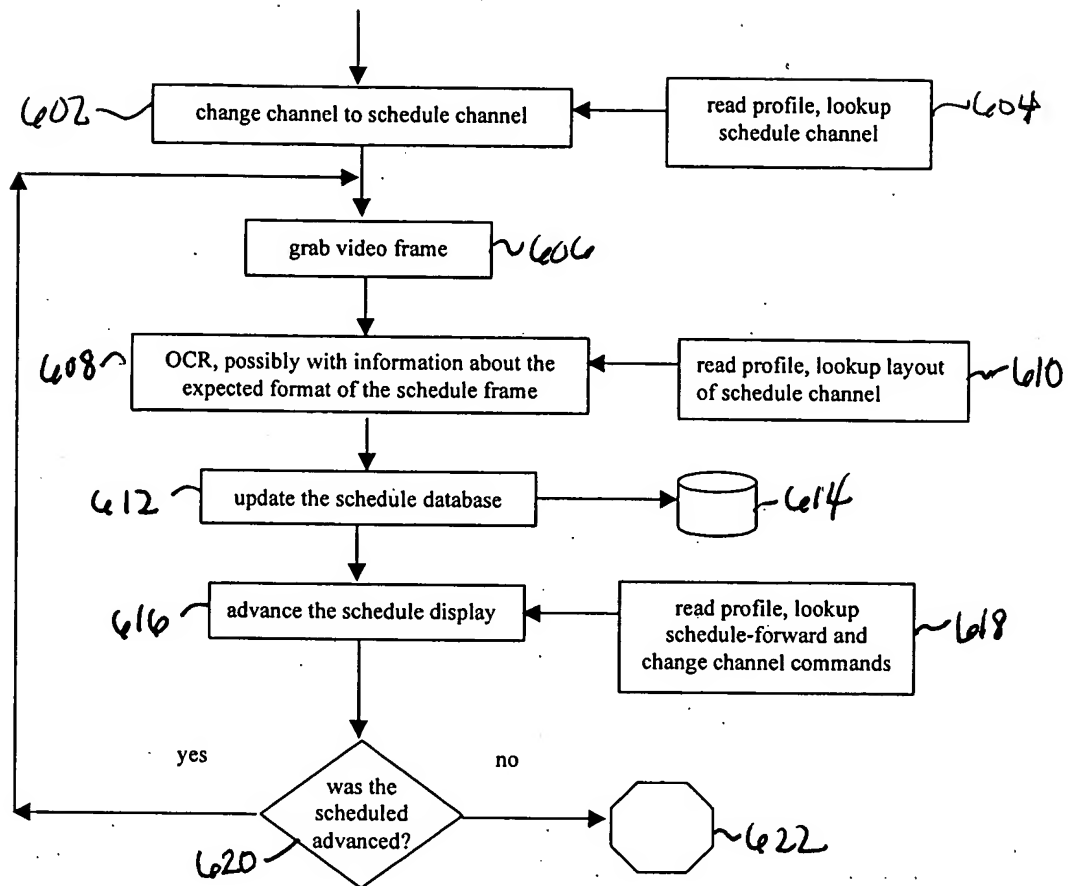 602
change channel to schedule channel
read profile, lookup
schedule channel
604
grab video frame
606
608
OCR, possibly with information about the
expected format of the schedule frame
read profile, lookup layout
of schedule channel
610
612
update the schedule database
614
616
advance the schedule display
read profile, lookup
schedule-forward and
change channel commands
618
yes
no
was the
scheduled
advanced?
620
622